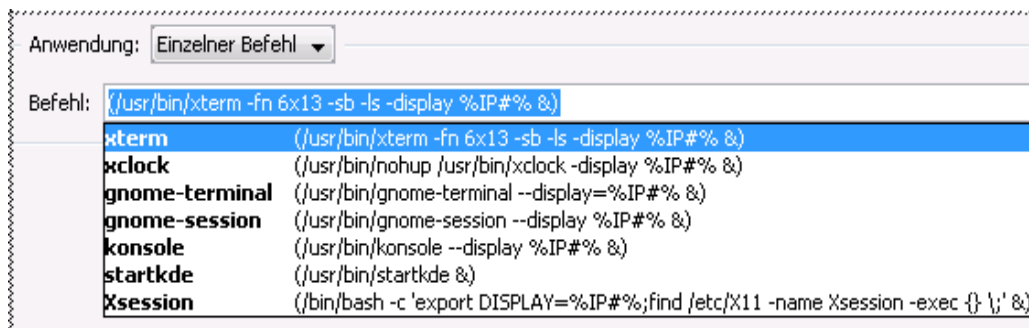 Anwendung: Einzelner Befehl
Befehl: (/usr/bin/xterm -fn 6x13 -sb -ls -display %IP#% &)
xterm (/usr/bin/xterm -fn 6x13 -sb -ls -display %IP#% &)
xclock (/usr/bin/nohup /usr/bin/xclock -display %IP#% &)
gnome-terminal (/usr/bin/gnome-terminal --display=%IP#% &)
gnome-session (/usr/bin/gnome-session --display %IP#% &)
konsole (/usr/bin/konsole --display %IP#% &)
startkde (/usr/bin/startkde &)
Xsession (/bin/bash -c 'export DISPLAY=%IP#%;find /etc/X11 -name Xsession -exec {} \;' &)